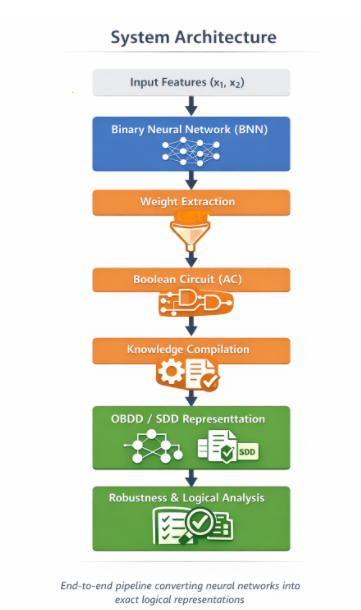 System Architecture
Input Features (x₁, x₂)
Binary Neural Network (BNN)
Weight Extraction
Boolean Circuit (AC)
Knowledge Compilation
OBDD / SDD Representtation
SDD
Robustness & Logical Analysis
End-to-end pipeline converting neural networks into
exact logical representations